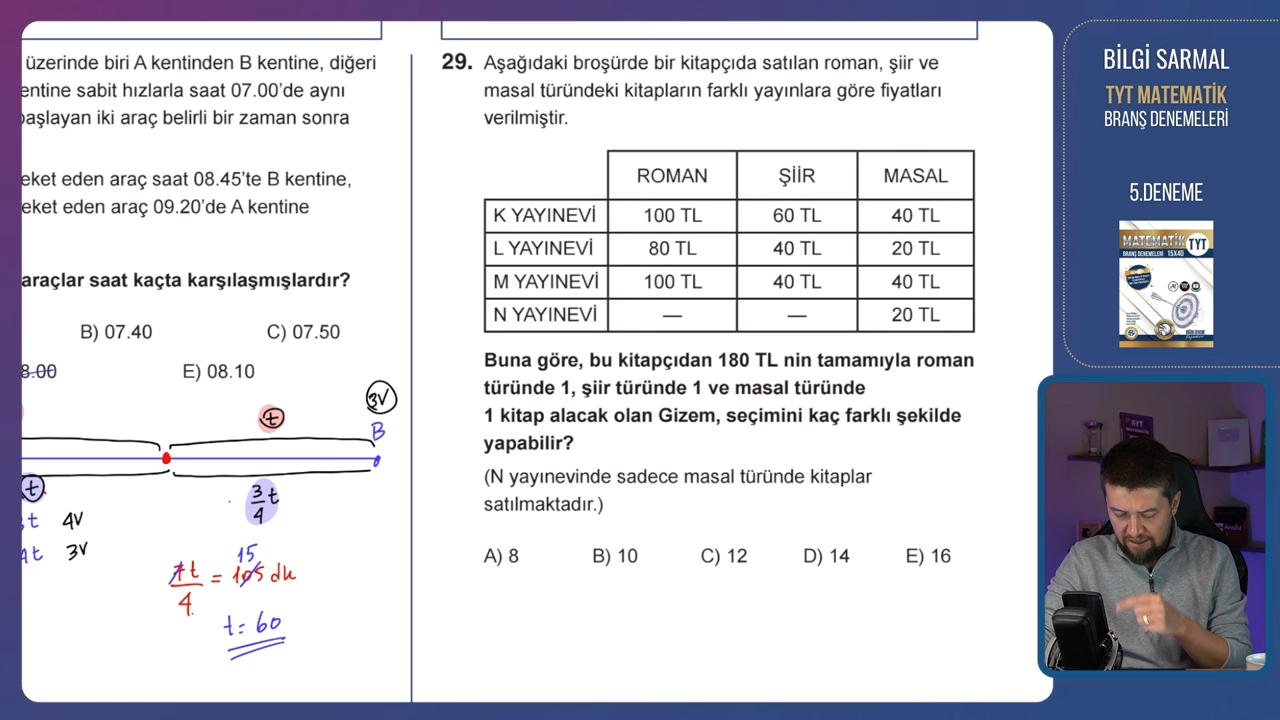 üzerinde biri A kentinden B kentine, diğeri
entine sabit hızlarla saat 07.00'de aynı
başlayan iki araç belirli bir zaman sonra
eket eden araç saat 08.45'te B kentine,
eket eden araç 09.20'de A kentine
araçlar saat kaçta karşılaşmışlardır?
B) 07.40 C) 07.50
8.00 E) 08.10
3V
t
B
t
3/4 t
3t 4V
4t 3V
7t/4 = 105 dk
15
t = 60
29. Aşağıdaki broşürde bir kitapçıda satılan roman, şiir ve
masal türündeki kitapların farklı yayınlara göre fiyatları
verilmiştir.
ROMAN ŞİİR MASAL
K YAYINEVİ 100 TL 60 TL 40 TL
L YAYINEVİ 80 TL 40 TL 20 TL
M YAYINEVİ 100 TL 40 TL 40 TL
N YAYINEVİ — — 20 TL
Buna göre, bu kitapçıdan 180 TL nin tamamıyla roman
türünde 1, şiir türünde 1 ve masal türünde
1 kitap alacak olan Gizem, seçimini kaç farklı şekilde
yapabilir?
(N yayınevinde sadece masal türünde kitaplar
satılmaktadır.)
A) 8 B) 10 C) 12 D) 14 E) 16
BİLGİ SARMAL
TYT MATEMATİK
BRANŞ DENEMELERİ
5.DENEME
MATEMATİK TYT
BRANŞ DENEMELERİ 15X40